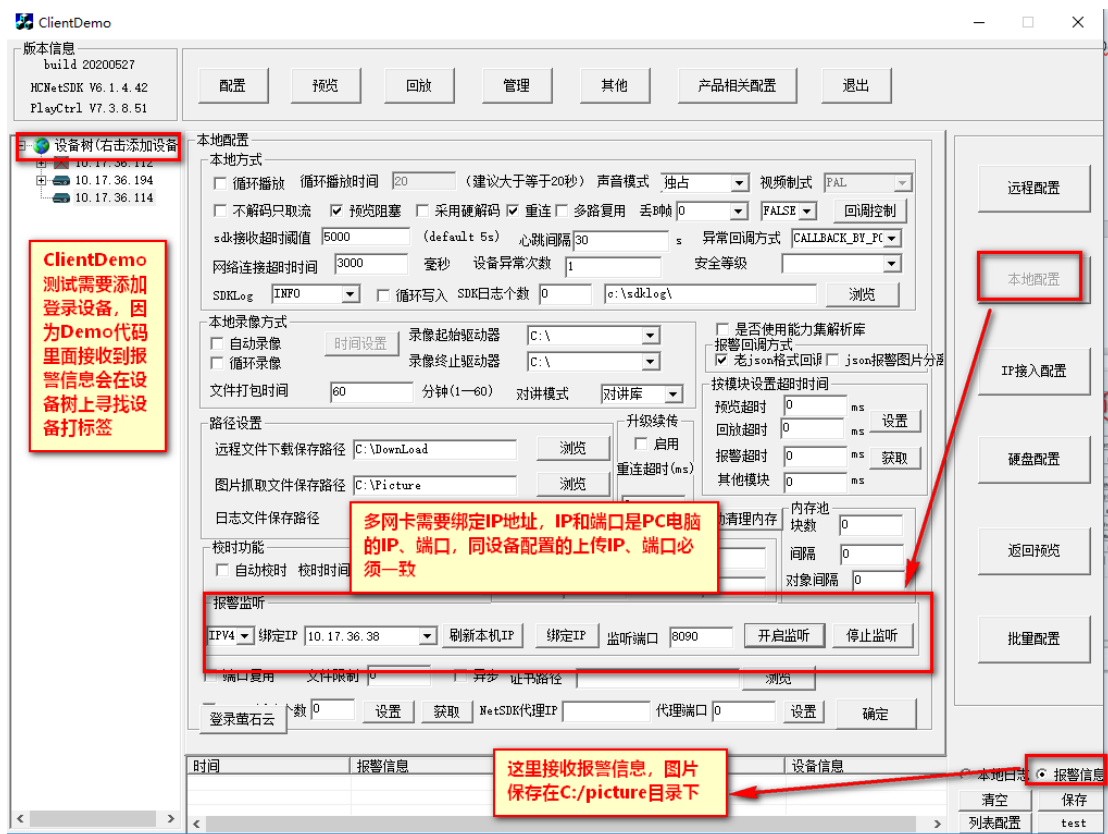 ClientDemo
版本信息
build 20200527
HCNetSDK V6.1.4.42
PlayCtrl V7.3.8.51
配置 预览 回放 管理 其他 产品相关配置 退出
设备树(右击添加设备
10.17.36.112
10.17.36.194
10.17.36.114
ClientDemo
测试需要添加
登录设备，因
为Demo代码
里面接收到报
警信息会在设
备树上寻找设
备打标签
本地配置
本地方式
循环播放 循环播放时间 20 (建议大于等于20秒) 声音模式 独占 视频制式 PAL
不解码只取流 预览阻塞 采用硬解码 重连 多路复用 丢B帧 0 FALSE 回调控制
sdk接收超时阈值 5000 (default 5s) 心跳间隔 30 s 异常回调方式 CALLBACK_BY_P
网络连接超时时间 3000 毫秒 设备异常次数 1 安全等级
SDKLog INFO 循环写入 SDK日志个数 0 c:\sdklog\ 浏览
本地录像方式
自动录像 时间设置 录像起始驱动器 C:\
循环录像 录像终止驱动器 C:\
文件打包时间 60 分钟(1—60) 对讲模式 对讲库
是否使用能力集解析库
报警回调方式
老json格式回调 json报警图片分离
按模块设置超时时间
预览超时 0 ms
回放超时 0 ms 设置
报警超时 0 ms 获取
其他模块 0 ms
路径设置
远程文件下载保存路径 C:\DownLoad 浏览
图片抓取文件保存路径 C:\Picture 浏览
日志文件保存路径
升级续传
启用
重连超时(ms)
动清理内存
内存池
块数 0
间隔 0
对象间隔 0
多网卡需要绑定IP地址，IP和端口是PC电脑
的IP、端口，同设备配置的上传IP、端口必
须一致
校时功能
自动校时 校时时间
报警监听
IPV4 绑定IP 10.17.36.38 刷新本机IP 绑定IP 监听端口 8090 开启监听 停止监听
端口复用 文件限制 0 异步 证书路径 浏览
个数 0 设置 获取 NetSDK代理IP 代理端口 0 设置 确定
登录萤石云
远程配置
本地配置
IP接入配置
硬盘配置
返回预览
批量配置
时间 报警信息 设备信息
这里接收报警信息，图片
保存在C:/picture目录下
本地日志 报警信息
清空 保存
列表配置 test